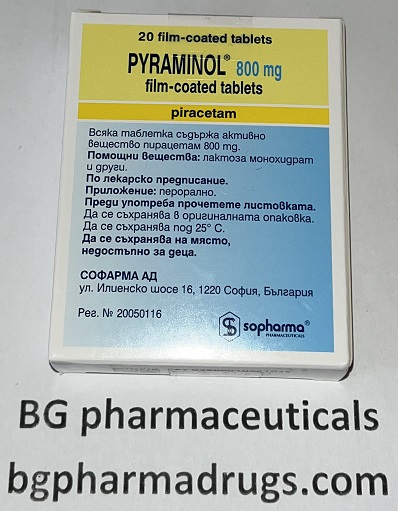 20 film-coated tablets
PYRAMINOL® 800 mg
film-coated tablets
piracetam
Всяка таблетка съдържа активно
вещество пирацетам 800 mg.
Помощни вещества: лактоза монохидрат
и други.
По лекарско предписание.
Приложение: перорално.
Преди употреба прочетете листовката.
Да се съхранява в оригиналната опаковка.
Да се съхранява под 25° C.
Да се съхранява на място,
недостъпно за деца.
СОФАРМА АД
ул. Илиенско шосе 16, 1220 София, България
Рег. № 20050116
sopharma®
PHARMACEUTICALS
BG pharmaceuticals
bgpharmadrugs.com